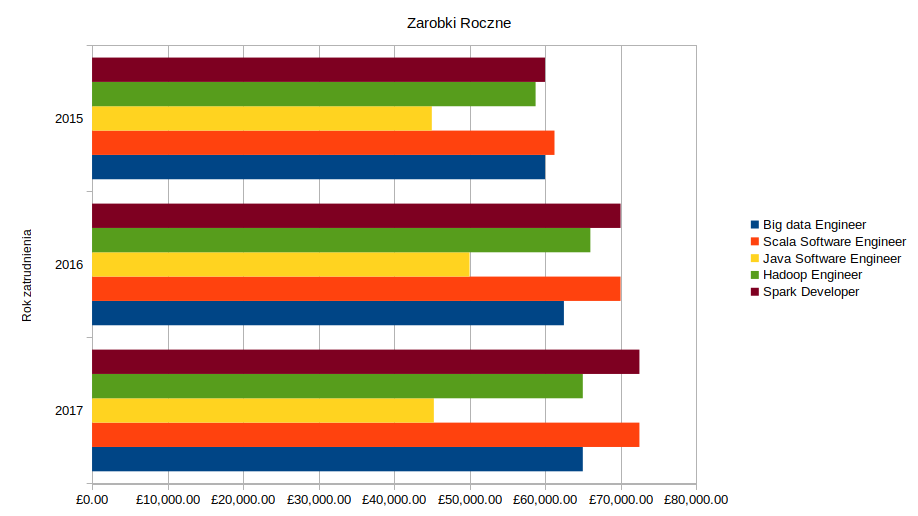 Zarobki Roczne
2015
2016
2017
Rok zatrudnienia
£0.00
£10,000.00
£20,000.00
£30,000.00
£40,000.00
£50,000.00
£60,000.00
£70,000.00
£80,000.00
Big data Engineer
Scala Software Engineer
Java Software Engineer
Hadoop Engineer
Spark Developer